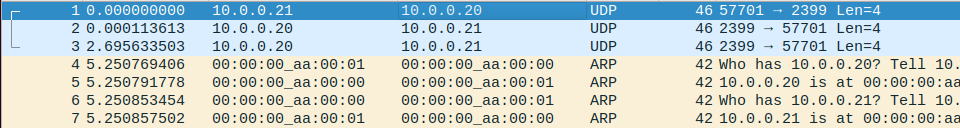 1 0.000000000 10.0.0.21 10.0.0.20 UDP 46 57701 → 2399 Len=4
2 0.000113613 10.0.0.20 10.0.0.21 UDP 46 2399 → 57701 Len=4
3 2.695633503 10.0.0.20 10.0.0.21 UDP 46 2399 → 57701 Len=4
4 5.250769406 00:00:00_aa:00:01 00:00:00_aa:00:00 ARP 42 Who has 10.0.0.20? Tell 10.
5 5.250791778 00:00:00_aa:00:00 00:00:00_aa:00:01 ARP 42 10.0.0.20 is at 00:00:00:aa
6 5.250853454 00:00:00_aa:00:00 00:00:00_aa:00:01 ARP 42 Who has 10.0.0.21? Tell 10.
7 5.250857502 00:00:00_aa:00:01 00:00:00_aa:00:00 ARP 42 10.0.0.21 is at 00:00:00:aa